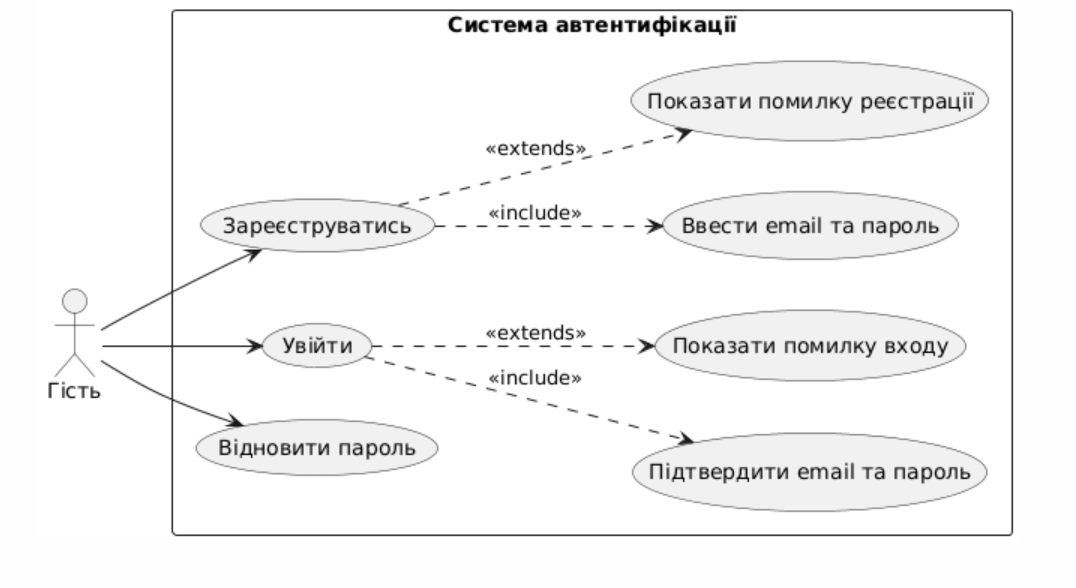 Система автентифікації
Показати помилку реєстрації
«extends»
Зареєструватись
«include»
Ввести email та пароль
Гість
Увійти
«extends»
Показати помилку входу
«include»
Відновити пароль
Підтвердити email та пароль